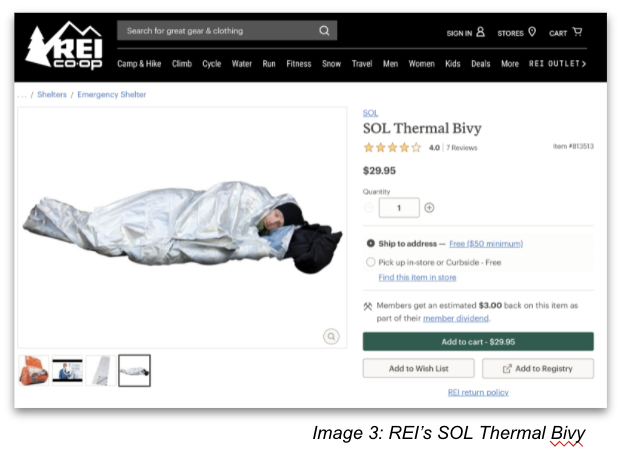 REI
co·op
Search for great gear & clothing
SIGN IN
STORES
CART
Camp & Hike Climb Cycle Water Run Fitness Snow Travel Men Women Kids Deals More REI OUTLET >
... / Shelters / Emergency Shelter
SOL
SOL Thermal Bivy
4.0 | 7 Reviews
Item #813513
$29.95
Quantity
1
Ship to address — Free ($50 minimum)
Pick up in-store or Curbside - Free
Find this item in store
Members get an estimated $3.00 back on this item as
part of their member dividend.
Add to cart - $29.95
Add to Wish List
Add to Registry
REI return policy
Image 3: REI's SOL Thermal Bivy